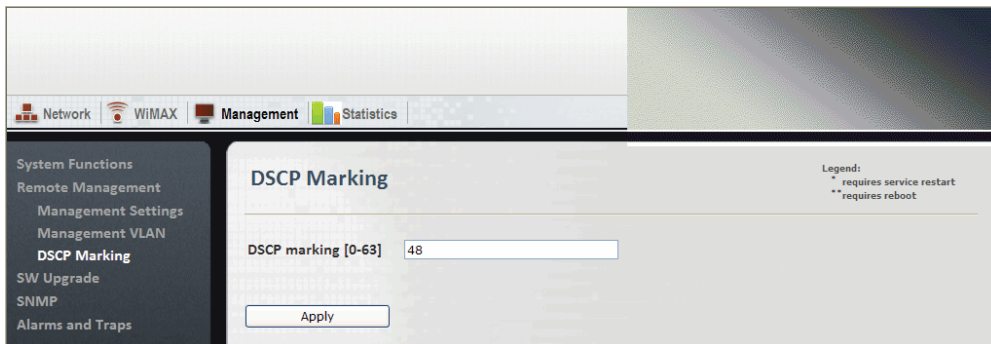 Network WiMAX Management Statistics
System Functions
Remote Management
Management Settings
Management VLAN
DSCP Marking
SW Upgrade
SNMP
Alarms and Traps
DSCP Marking
Legend:
* requires service restart
**requires reboot
DSCP marking [0-63] 48
Apply